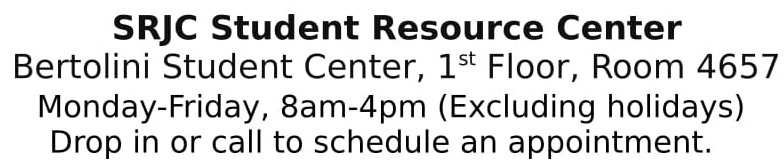 SRJC Student Resource Center
Bertolini Student Center, 1st Floor, Room 4657
Monday-Friday, 8am-4pm (Excluding holidays)
Drop in or call to schedule an appointment.